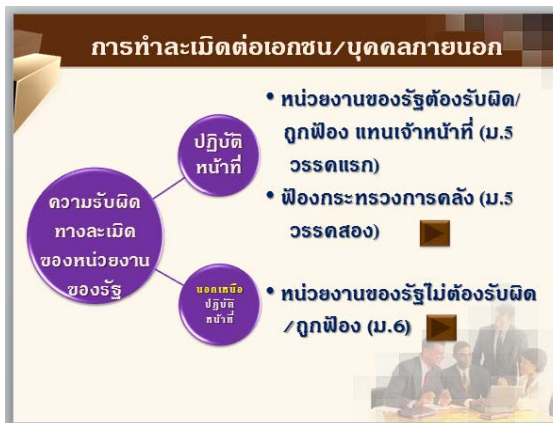 การทำละเมิดต่อเอกชน/บุคคลภายนอก
ความรับผิด
ทางละเมิด
ของหน่วยงาน
ของรัฐ
ปฏิบัติ
หน้าที่
• หน่วยงานของรัฐต้องรับผิด/
ถูกฟ้อง แทนเจ้าหน้าที่ (ม.5
วรรคแรก)
• ฟ้องกระทรวงการคลัง (ม.5
วรรคสอง)
นอกเหนือ
ปฏิบัติ
หน้าที่
• หน่วยงานของรัฐไม่ต้องรับผิด
/ถูกฟ้อง (ม.6)